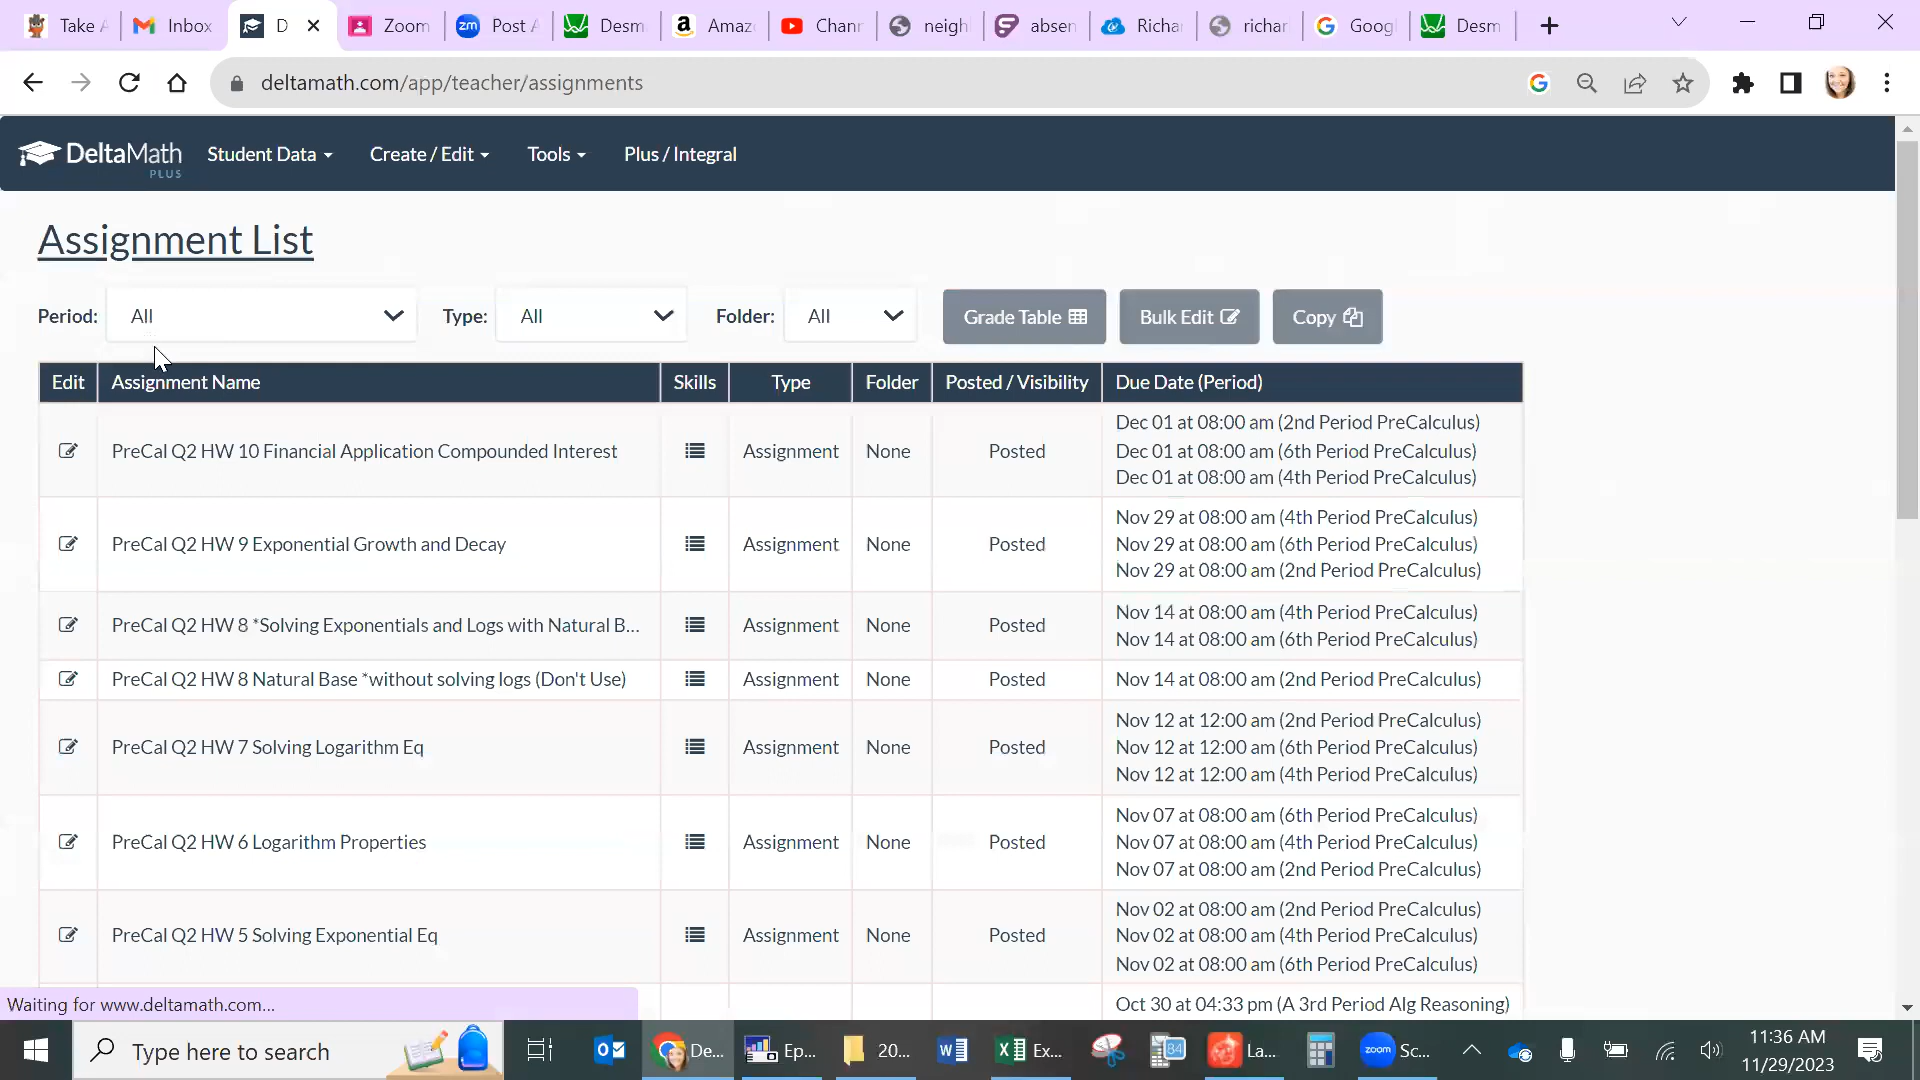 Take A
Inbox
D
Zoom
Post A
Desm
Amaz
Chann
neigh
absen
Richa
richar
Goog
Desm
deltamath.com/app/teacher/assignments
DeltaMath
PLUS
Student Data
Create / Edit
Tools
Plus / Integral
Assignment List
Period: All
Type: All
Folder: All
Grade Table
Bulk Edit
Copy
Edit Assignment Name Skills Type Folder Posted / Visibility Due Date (Period)
Dec 01 at 08:00 am (2nd Period PreCalculus)
PreCal Q2 HW 10 Financial Application Compounded Interest Assignment None Posted Dec 01 at 08:00 am (6th Period PreCalculus)
Dec 01 at 08:00 am (4th Period PreCalculus)
Nov 29 at 08:00 am (4th Period PreCalculus)
PreCal Q2 HW 9 Exponential Growth and Decay Assignment None Posted Nov 29 at 08:00 am (6th Period PreCalculus)
Nov 29 at 08:00 am (2nd Period PreCalculus)
Nov 14 at 08:00 am (4th Period PreCalculus)
PreCal Q2 HW 8 *Solving Exponentials and Logs with Natural B... Assignment None Posted
Nov 14 at 08:00 am (6th Period PreCalculus)
PreCal Q2 HW 8 Natural Base *without solving logs (Don't Use) Assignment None Posted Nov 14 at 08:00 am (2nd Period PreCalculus)
Nov 12 at 12:00 am (2nd Period PreCalculus)
PreCal Q2 HW 7 Solving Logarithm Eq Assignment None Posted Nov 12 at 12:00 am (6th Period PreCalculus)
Nov 12 at 12:00 am (4th Period PreCalculus)
Nov 07 at 08:00 am (6th Period PreCalculus)
PreCal Q2 HW 6 Logarithm Properties Assignment None Posted Nov 07 at 08:00 am (4th Period PreCalculus)
Nov 07 at 08:00 am (2nd Period PreCalculus)
Nov 02 at 08:00 am (2nd Period PreCalculus)
PreCal Q2 HW 5 Solving Exponential Eq Assignment None Posted Nov 02 at 08:00 am (4th Period PreCalculus)
Nov 02 at 08:00 am (6th Period PreCalculus)
Oct 30 at 04:33 pm (A 3rd Period Alg Reasoning)
Waiting for www.deltamath.com...
Type here to search
De...
Ep...
20...
Ex...
84
La...
zoom
Sc...
11:36 AM
11/29/2023